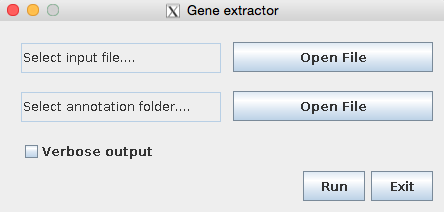 Gene extractor
Select input file.... Open File
Select annotation folder.... Open File
Verbose output
Run Exit